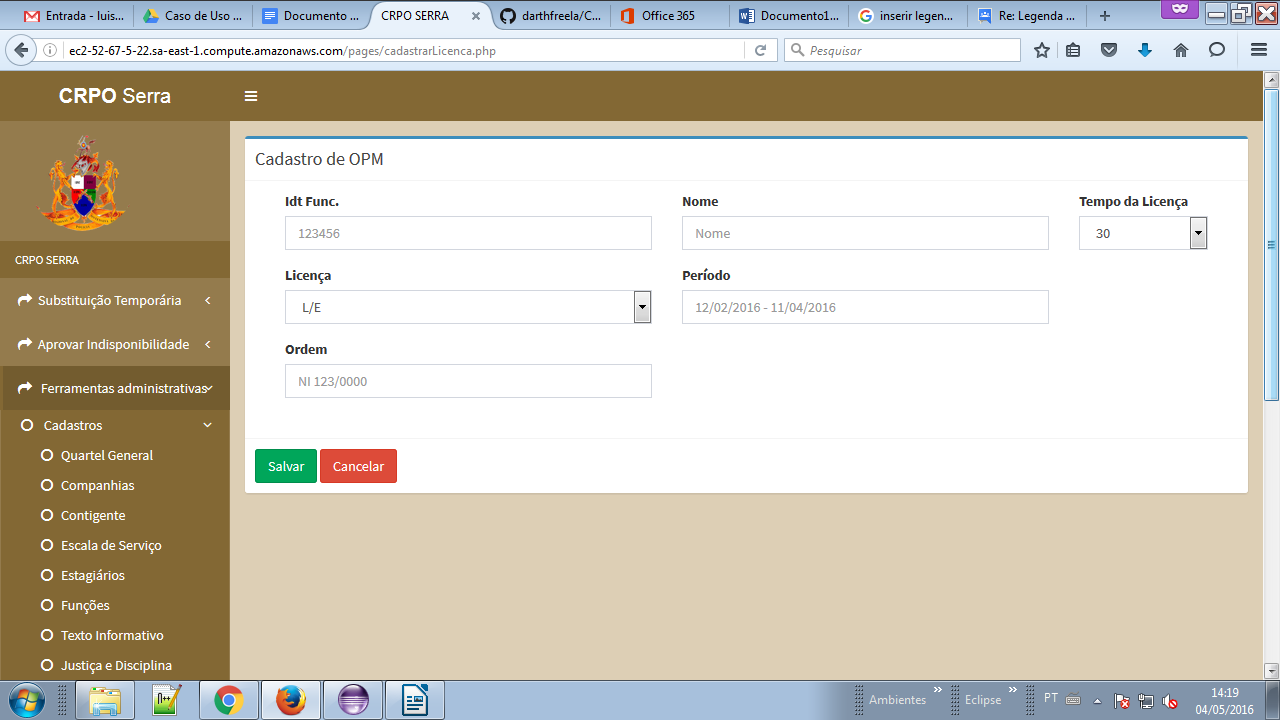 Entrada - luis...
Caso de Uso ...
Documento ...
CRPO SERRA
darthfreela/C...
Office 365
Documento1...
inserir legen...
Re: Legenda ...
ec2-52-67-5-22.sa-east-1.compute.amazonaws.com/pages/cadastrarLicenca.php
Pesquisar
CRPO Serra
CRPO SERRA
Substituição Temporária
Aprovar Indisponibilidade
Ferramentas administrativas
Cadastros
Quartel General
Companhias
Contigente
Escala de Serviço
Estagiários
Funções
Texto Informativo
Justiça e Disciplina
Cadastro de OPM
Idt Func.
Nome
Tempo da Licença
123456
Nome
30
Licença
Período
L/E
12/02/2016 - 11/04/2016
Ordem
NI 123/0000
Salvar
Cancelar
Ambientes
Eclipse
PT
14:19
04/05/2016